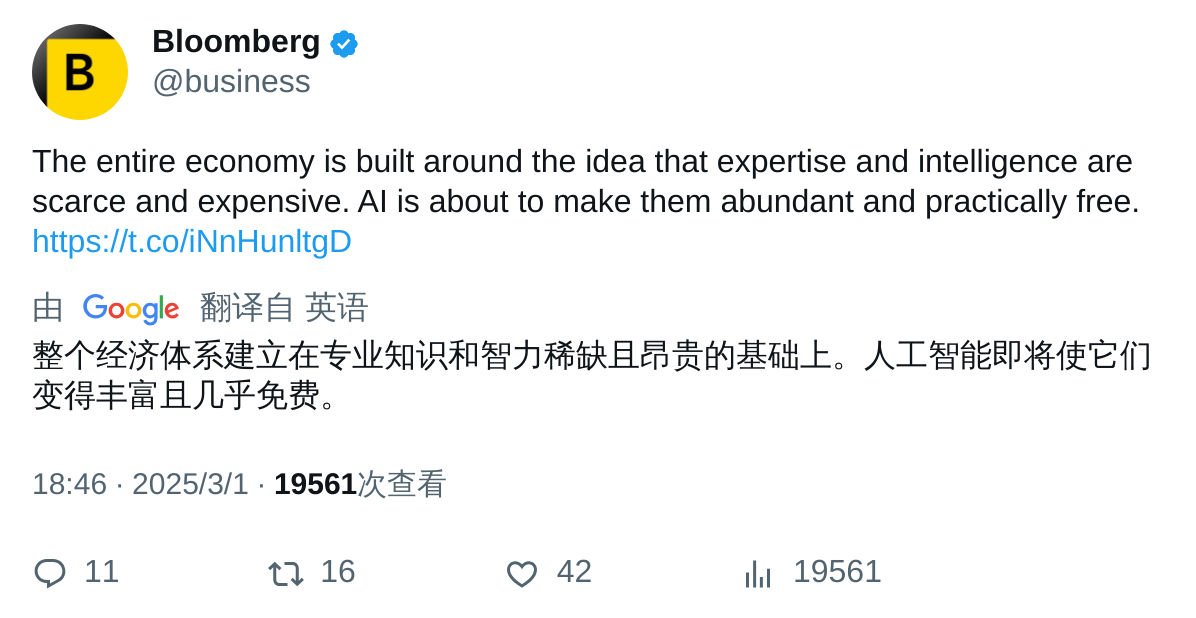 B
Bloomberg
@business
The entire economy is built around the idea that expertise and intelligence are
scarce and expensive. AI is about to make them abundant and practically free.
https://t.co/iNnHunltgD
由 Google 翻译自 英语
整个经济体系建立在专业知识和智力稀缺且昂贵的基础上。人工智能即将使它们
变得丰富且几乎免费。
18:46 · 2025/3/1 · 19561次查看
11 16 42 19561